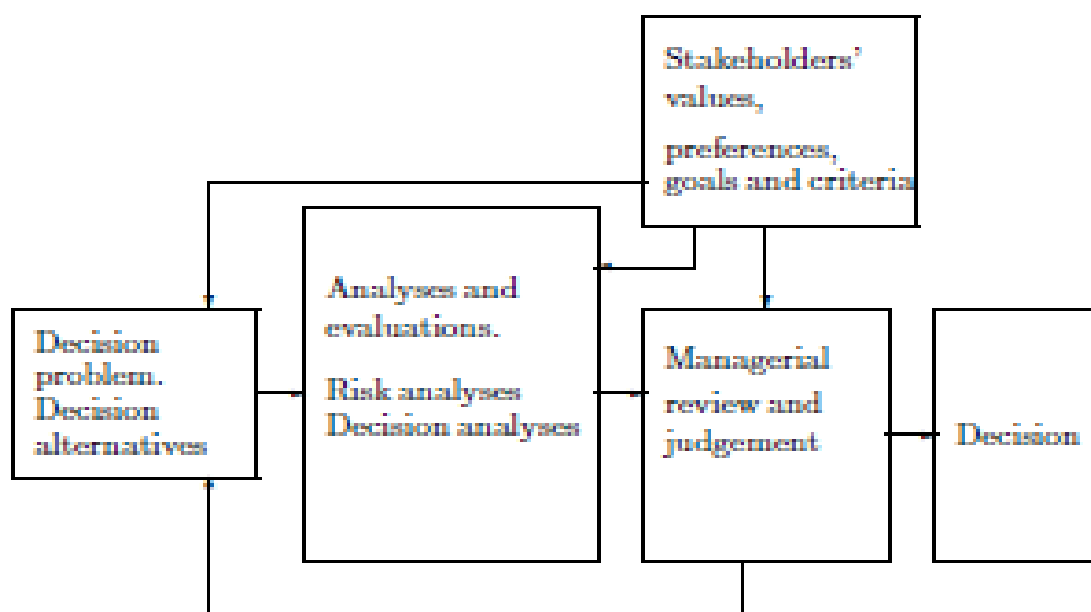 Stakeholders'
values,
preferences,
goals and criteria
Analyses and
evaluations.
Risk analyses
Decision analyses
Decision
problem.
Decision
alternatives
Managerial
review and
judgement
Decision